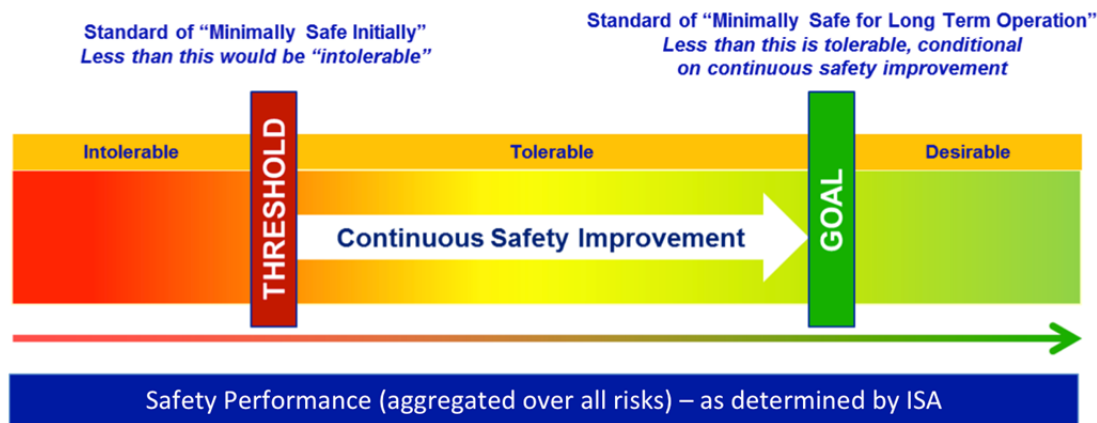 Standard of “Minimally Safe Initially”
Less than this would be “intolerable”
Standard of “Minimally Safe for Long Term Operation”
Less than this is tolerable, conditional
on continuous safety improvement
Intolerable
THRESHOLD
Tolerable
GOAL
Desirable
Continuous Safety Improvement
Safety Performance (aggregated over all risks) – as determined by ISA